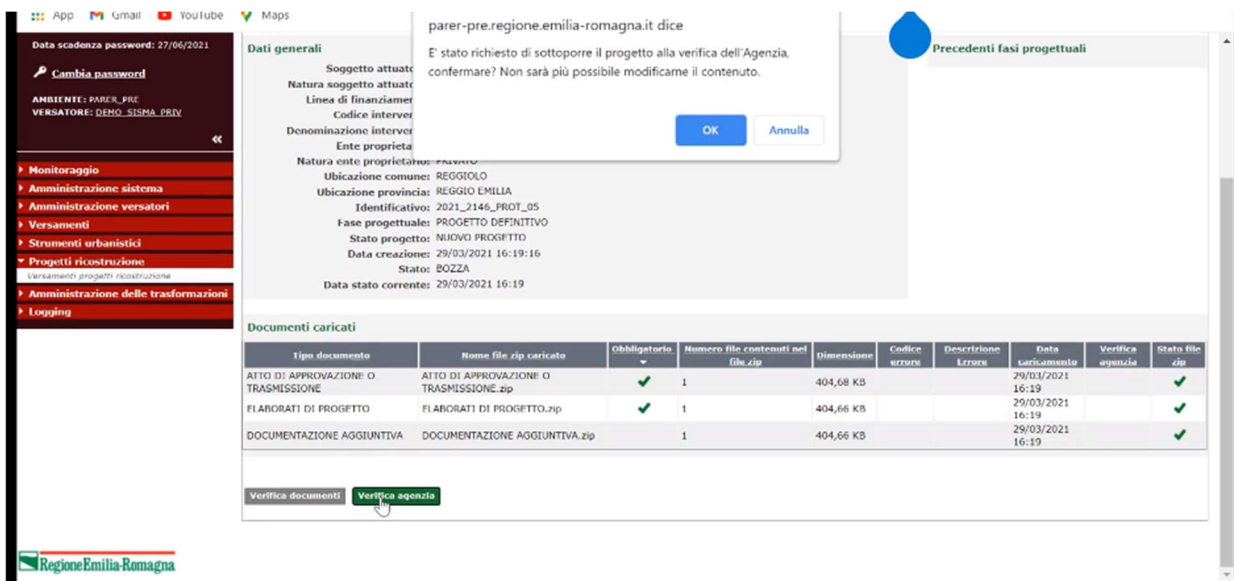 App Gmail YouTube Maps
parer-pre.regione.emilia-romagna.it dice
E' stato richiesto di sottoporre il progetto alla verifica dell'Agenzia,
confermare? Non sarà più possibile modificarne il contenuto.
OK Annulla
Data scadenza password: 27/06/2021
Cambia password
AMBIENTE: PARER_PRE
VERSATORE: DEMO_SISMA_PRIV
«
Monitoraggio
Amministrazione sistema
Amministrazione versatori
Versamenti
Strumenti urbanistici
Progetti ricostruzione
Versamenti progetti ricostruzione
Amministrazione delle trasformazioni
Logging
Dati generali
Soggetto attuato
Natura soggetto attuato
Linea di finanziamen
Codice interven
Denominazione interven
Ente proprieta
Natura ente proprietario: PRIVATO
Ubicazione comune: REGGIOLO
Ubicazione provincia: REGGIO EMILIA
Identificativo: 2021_2146_PROT_05
Fase progettuale: PROGETTO DEFINITIVO
Stato progetto: NUOVO PROGETTO
Data creazione: 29/03/2021 16:19:16
Stato: BOZZA
Data stato corrente: 29/03/2021 16:19
Precedenti fasi progettuali
Documenti caricati
Tipo documento Nome file zip caricato Obbligatorio Numero file contenuti nel file zip Dimensione Codice errore Descrizione Errore Data caricamento Verifica agenzia Stato file zip
ATTO DI APPROVAZIONE O TRASMISSIONE ATTO DI APPROVAZIONE O TRASMISSIONE.zip ✔ 1 404,68 KB 29/03/2021 16:19 ✔
ELABORATI DI PROGETTO ELABORATI DI PROGETTO.zip ✔ 1 404,66 KB 29/03/2021 16:19 ✔
DOCUMENTAZIONE AGGIUNTIVA DOCUMENTAZIONE AGGIUNTIVA.zip 1 404,66 KB 29/03/2021 16:19 ✔
Verifica documenti Verifica agenzia
RegioneEmilia-Romagna